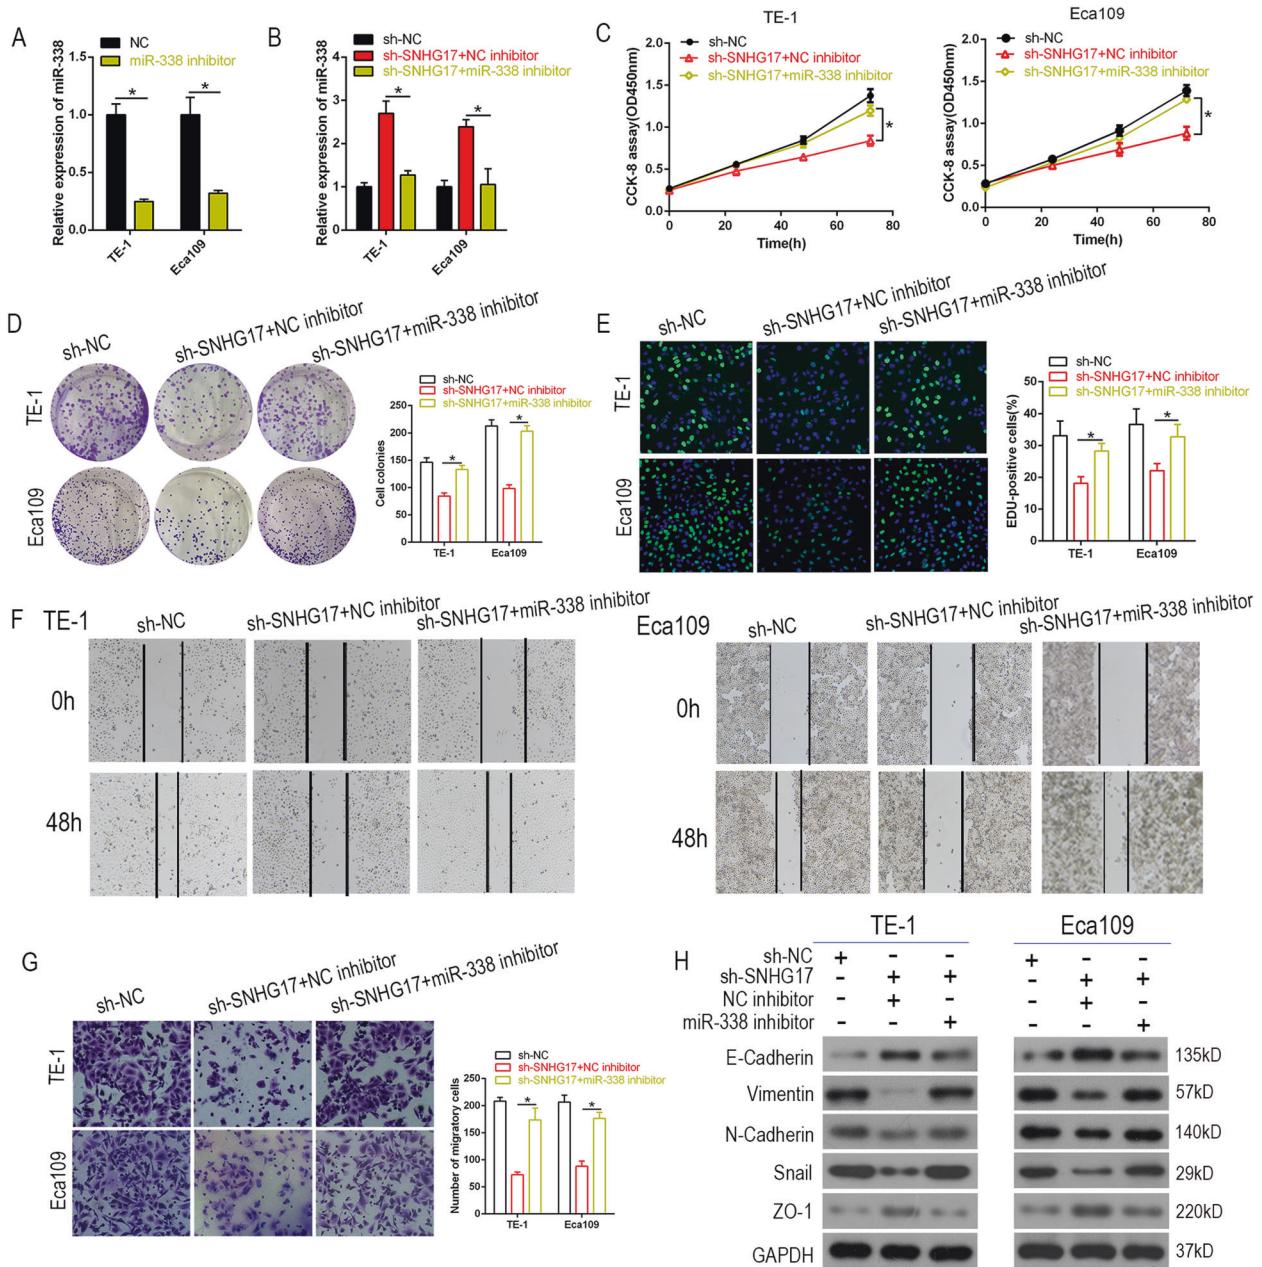 A
NC
miR-338 inhibitor
Relative expression of miR-338
1.5
1.0
0.5
0.0
*
*
TE-1
Eca109
B
sh-NC
sh-SNHG17+NC inhibitor
sh-SNHG17+miR-338 inhibitor
Relative expression of miR-338
4
3
2
1
0
*
*
TE-1
Eca109
C
TE-1
sh-NC
sh-SNHG17+NC inhibitor
sh-SNHG17+miR-338 inhibitor
CCK-8 assay(OD450nm)
2.0
1.5
1.0
0.5
0.0
*
0 20 40 60 80
Time(h)
Eca109
sh-NC
sh-SNHG17+NC inhibitor
sh-SNHG17+miR-338 inhibitor
CCK-8 assay(OD450nm)
2.0
1.5
1.0
0.5
0.0
*
0 20 40 60 80
Time(h)
D
sh-NC
sh-SNHG17+NC inhibitor
sh-SNHG17+miR-338 inhibitor
TE-1
Eca109
sh-NC
sh-SNHG17+NC inhibitor
sh-SNHG17+miR-338 inhibitor
Cell colonies
250
200
150
100
50
0
*
*
TE-1
Eca109
E
sh-NC
sh-SNHG17+NC inhibitor
sh-SNHG17+miR-338 inhibitor
TE-1
Eca109
sh-NC
sh-SNHG17+NC inhibitor
sh-SNHG17+miR-338 inhibitor
EDU-positive cells(%)
50
40
30
20
10
0
*
*
TE-1
Eca109
F
TE-1
sh-NC
sh-SNHG17+NC inhibitor
sh-SNHG17+miR-338 inhibitor
0h
48h
Eca109
sh-NC
sh-SNHG17+NC inhibitor
sh-SNHG17+miR-338 inhibitor
0h
48h
G
sh-NC
sh-SNHG17+NC inhibitor
sh-SNHG17+miR-338 inhibitor
TE-1
Eca109
sh-NC
sh-SNHG17+NC inhibitor
sh-SNHG17+miR-338 inhibitor
Number of migratory cells
250
200
150
100
50
0
*
*
TE-1
Eca109
H
TE-1 Eca109
sh-NC + - - + - -
sh-SNHG17 - + + - + +
NC inhibitor - + - - + -
miR-338 inhibitor - - + - - +
E-Cadherin 135kD
Vimentin 57kD
N-Cadherin 140kD
Snail 29kD
ZO-1 220kD
GAPDH 37kD